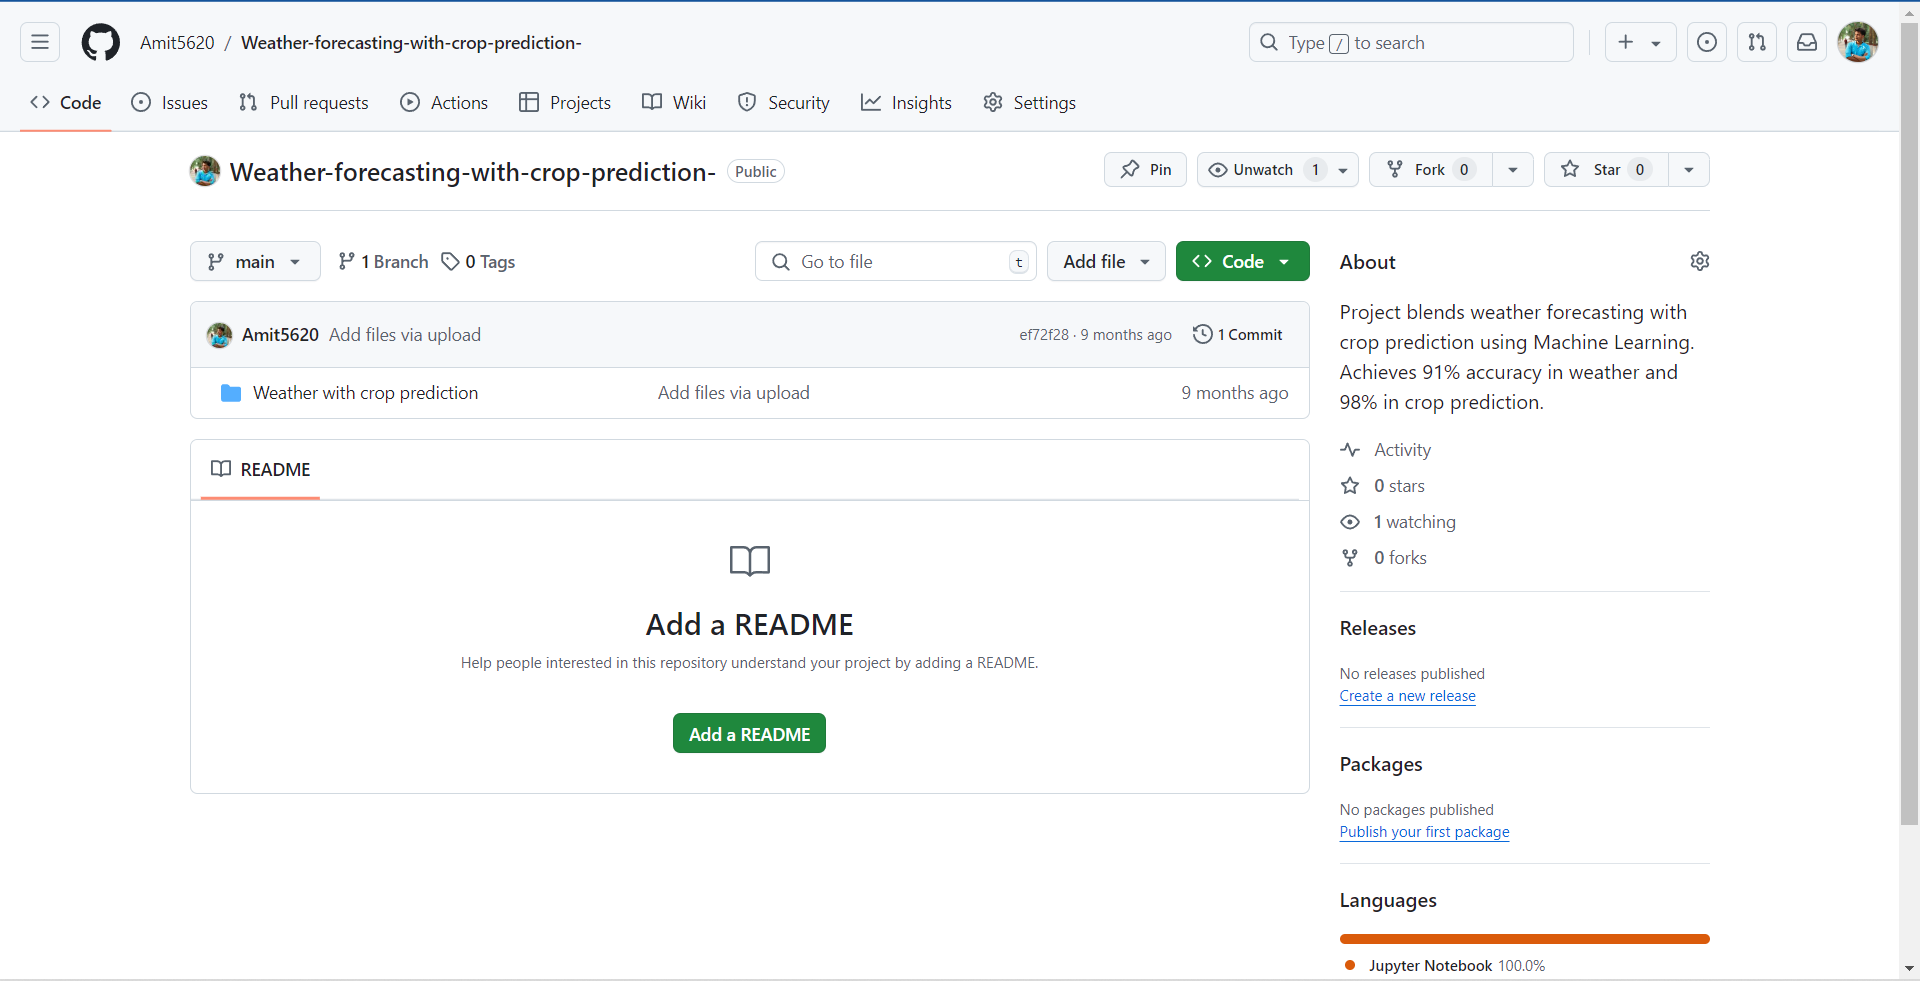 Amit5620 / Weather-forecasting-with-crop-prediction-
Type / to search
Code Issues Pull requests Actions Projects Wiki Security Insights Settings
Weather-forecasting-with-crop-prediction- Public
Pin Unwatch 1 Fork 0 Star 0
main 1 Branch 0 Tags
Go to file t Add file Code
Amit5620 Add files via upload ef72f28 · 9 months ago 1 Commit
Weather with crop prediction Add files via upload 9 months ago
README
Add a README
Help people interested in this repository understand your project by adding a README.
Add a README
About
Project blends weather forecasting with
crop prediction using Machine Learning.
Achieves 91% accuracy in weather and
98% in crop prediction.
Activity
0 stars
1 watching
0 forks
Releases
No releases published
Create a new release
Packages
No packages published
Publish your first package
Languages
Jupyter Notebook 100.0%